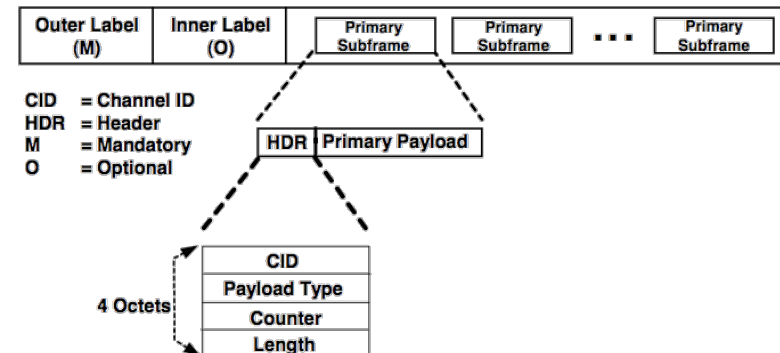 Outer Label
(M)
Inner Label
(O)
Primary
Subframe
Primary
Subframe
...
Primary
Subframe
CID = Channel ID
HDR = Header
M = Mandatory
O = Optional
HDR
Primary Payload
4 Octets
CID
Payload Type
Counter
Length